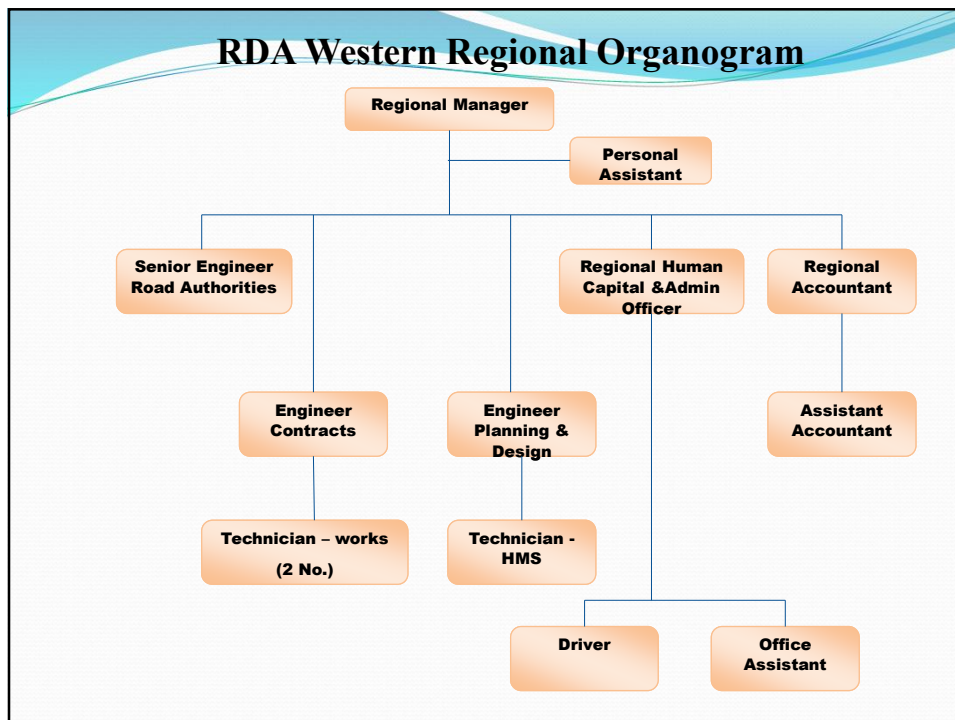 RDA Western Regional Organogram
Regional Manager
Personal
Assistant
Senior Engineer
Road Authorities
Regional Human
Capital &Admin
Officer
Regional
Accountant
Engineer
Contracts
Engineer
Planning &
Design
Assistant
Accountant
Technician – works
(2 No.)
Technician -
HMS
Driver
Office
Assistant